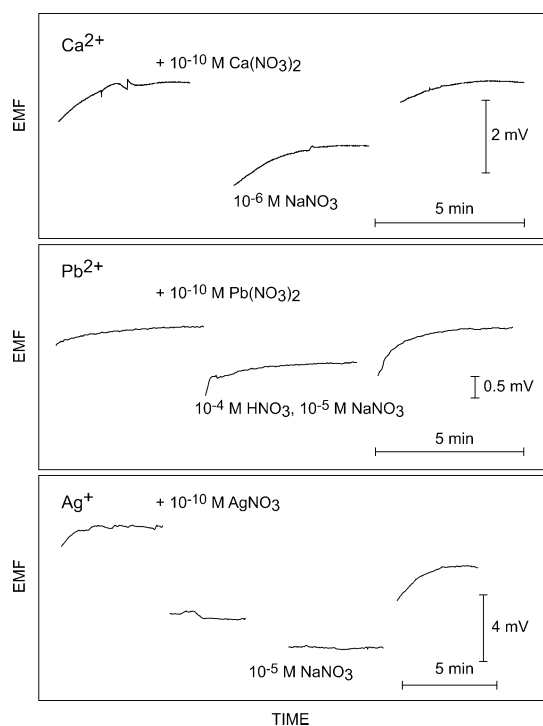 Ca2+
+ 10-10 M Ca(NO3)2
EMF
2 mV
10-6 M NaNO3
5 min
Pb2+
+ 10-10 M Pb(NO3)2
EMF
0.5 mV
10-4 M HNO3, 10-5 M NaNO3
5 min
Ag+
+ 10-10 M AgNO3
EMF
4 mV
10-5 M NaNO3
5 min
TIME